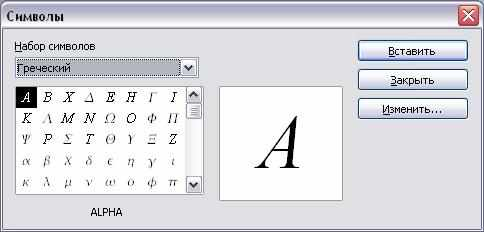 Символы
Набор символов
Греческий
Α Β Χ Δ Ε Η Γ Ι
Κ Λ Μ Ν Ω Ο Φ Π
Ψ Ρ Σ Τ Θ Υ Ξ Ζ
α β χ δ ϵ η γ ι
κ λ μ ν ω ο φ π
ALPHA
Α
Вставить
Закрыть
Изменить...